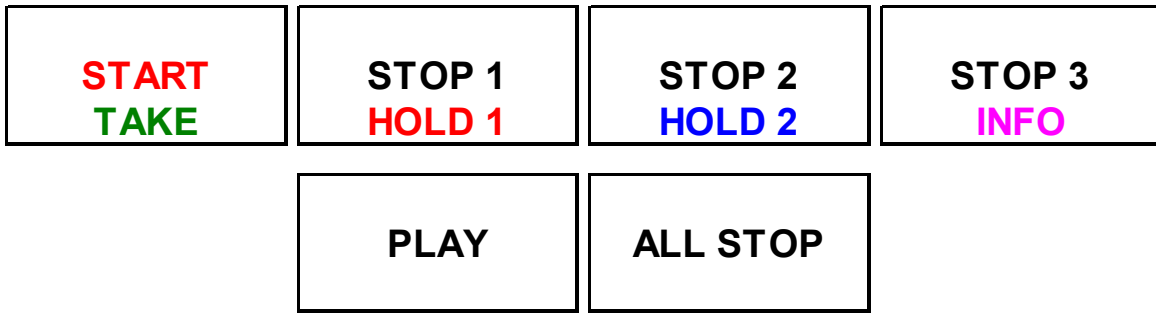 START
TAKE
STOP 1
HOLD 1
STOP 2
HOLD 2
STOP 3
INFO
PLAY
ALL STOP